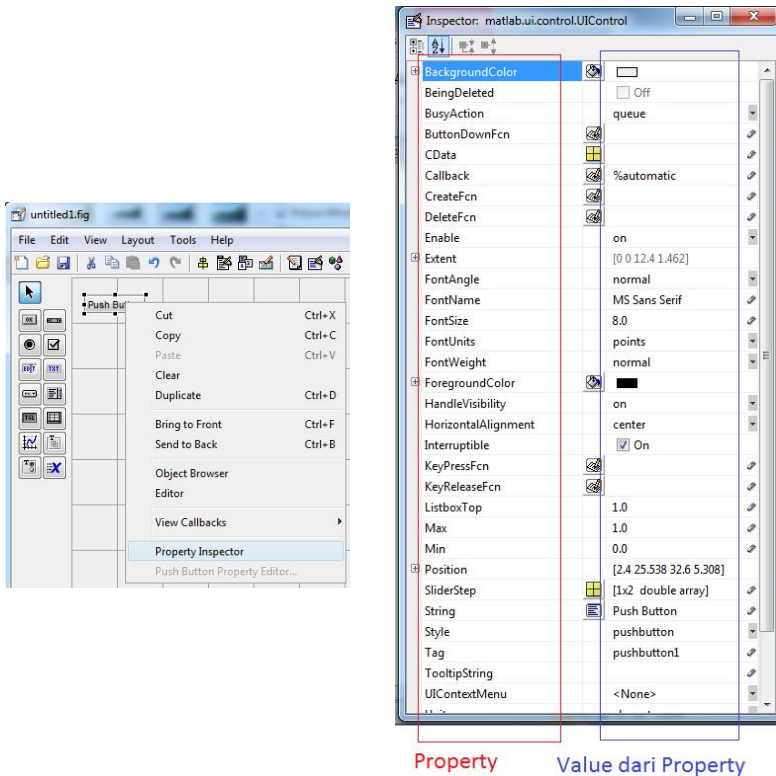 untitled1.fig
File Edit View Layout Tools Help
Push Bu
Cut Ctrl+X
Copy Ctrl+C
Paste Ctrl+V
Clear
Duplicate Ctrl+D
Bring to Front Ctrl+F
Send to Back Ctrl+B
Object Browser
Editor
View Callbacks
Property Inspector
Push Button Property Editor...
Inspector: matlab.ui.control.UIControl
BackgroundColor
BeingDeleted Off
BusyAction queue
ButtonDownFcn
CData
Callback %automatic
CreateFcn
DeleteFcn
Enable on
Extent [0 0 12.4 1.462]
FontAngle normal
FontName MS Sans Serif
FontSize 8.0
FontUnits points
FontWeight normal
ForegroundColor
HandleVisibility on
HorizontalAlignment center
Interruptible On
KeyPressFcn
KeyReleaseFcn
ListboxTop 1.0
Max 1.0
Min 0.0
Position [2.4 25.538 32.6 5.308]
SliderStep [1x2 double array]
String Push Button
Style pushbutton
Tag pushbutton1
TooltipString
UIContextMenu <None>
Property Value dari Property